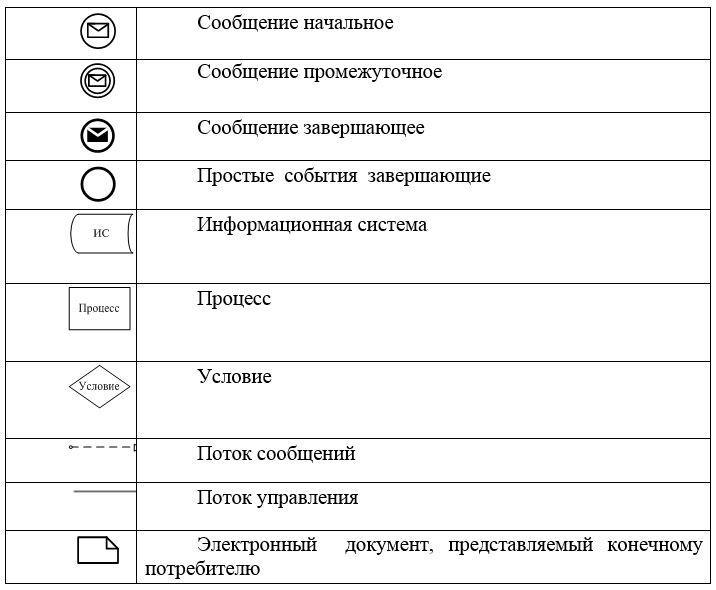 Сообщение начальное
Сообщение промежуточное
Сообщение завершающее
Простые события завершающие
ИС
Информационная система
Процесс
Процесс
Условие
Условие
Поток сообщений
Поток управления
Электронный документ, представляемый конечному
потребителю